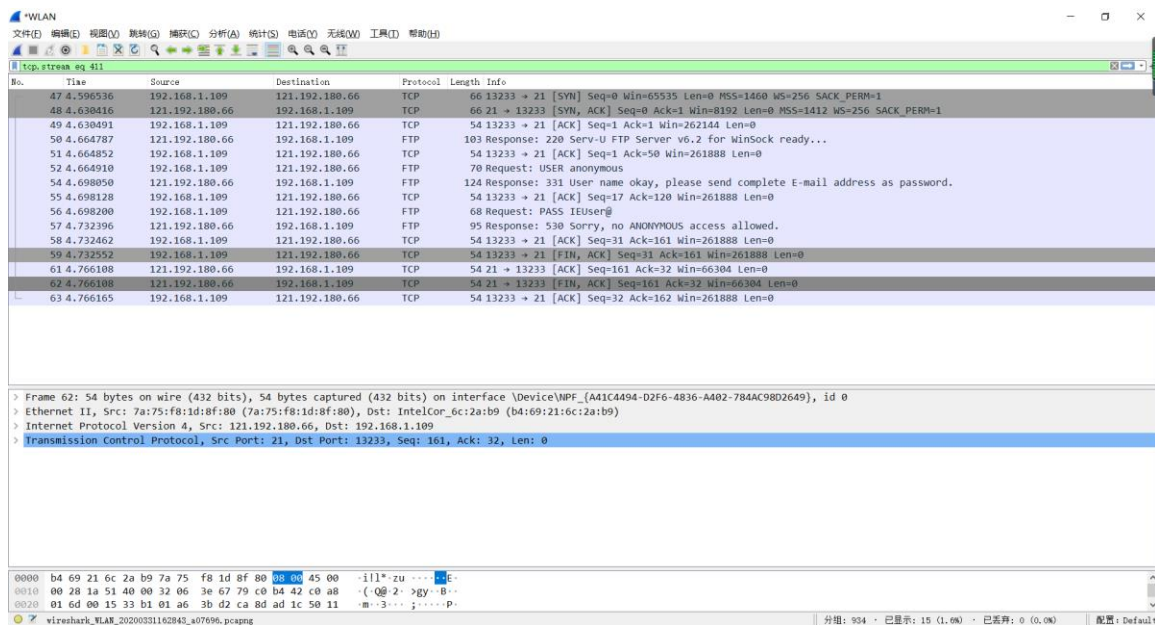 *WLAN
文件(F) 编辑(E) 视图(V) 跳转(G) 捕获(C) 分析(A) 统计(S) 电话(Y) 无线(W) 工具(T) 帮助(H)
tcp.stream eq 411
No. Time Source Destination Protocol Length Info
47 4.596536 192.168.1.109 121.192.180.66 TCP 66 13233 → 21 [SYN] Seq=0 Win=65535 Len=0 MSS=1460 WS=256 SACK_PERM=1
48 4.630416 121.192.180.66 192.168.1.109 TCP 66 21 → 13233 [SYN, ACK] Seq=0 Ack=1 Win=8192 Len=0 MSS=1412 WS=256 SACK_PERM=1
49 4.630491 192.168.1.109 121.192.180.66 TCP 54 13233 → 21 [ACK] Seq=1 Ack=1 Win=262144 Len=0
50 4.664787 121.192.180.66 192.168.1.109 FTP 103 Response: 220 Serv-U FTP Server v6.2 for WinSock ready...
51 4.664852 192.168.1.109 121.192.180.66 TCP 54 13233 → 21 [ACK] Seq=1 Ack=50 Win=261888 Len=0
52 4.664910 192.168.1.109 121.192.180.66 FTP 70 Request: USER anonymous
54 4.698050 121.192.180.66 192.168.1.109 FTP 124 Response: 331 User name okay, please send complete E-mail address as password.
55 4.698128 192.168.1.109 121.192.180.66 TCP 54 13233 → 21 [ACK] Seq=17 Ack=120 Win=261888 Len=0
56 4.698200 192.168.1.109 121.192.180.66 FTP 68 Request: PASS IEUser@
57 4.732396 121.192.180.66 192.168.1.109 FTP 95 Response: 530 Sorry, no ANONYMOUS access allowed.
58 4.732462 192.168.1.109 121.192.180.66 TCP 54 13233 → 21 [ACK] Seq=31 Ack=161 Win=261888 Len=0
59 4.732552 192.168.1.109 121.192.180.66 TCP 54 13233 → 21 [FIN, ACK] Seq=31 Ack=161 Win=261888 Len=0
61 4.766108 121.192.180.66 192.168.1.109 TCP 54 21 → 13233 [ACK] Seq=161 Ack=32 Win=66304 Len=0
62 4.766108 121.192.180.66 192.168.1.109 TCP 54 21 → 13233 [FIN, ACK] Seq=161 Ack=32 Win=66304 Len=0
63 4.766165 192.168.1.109 121.192.180.66 TCP 54 13233 → 21 [ACK] Seq=32 Ack=162 Win=261888 Len=0
> Frame 62: 54 bytes on wire (432 bits), 54 bytes captured (432 bits) on interface \Device\NPF_{A41C4494-D2F6-4836-A402-784AC98D2649}, id 0
> Ethernet II, Src: 7a:75:f8:1d:8f:80 (7a:75:f8:1d:8f:80), Dst: IntelCor_6c:2a:b9 (b4:69:21:6c:2a:b9)
> Internet Protocol Version 4, Src: 121.192.180.66, Dst: 192.168.1.109
> Transmission Control Protocol, Src Port: 21, Dst Port: 13233, Seq: 161, Ack: 32, Len: 0
0000 b4 69 21 6c 2a b9 7a 75 f8 1d 8f 80 08 00 45 00 ·i!l*·zu ······E·
0010 00 28 1a 51 40 00 32 06 3e 67 79 c0 b4 42 c0 a8 ·(·Q@·2· >gy··B··
0020 01 6d 00 15 33 b1 01 a6 3b d2 ca 8d ad 1c 50 11 ·m··3··· ;·····P·
wireshark_WLAN_20200331162843_a07696.pcapng 分组: 934 · 已显示: 15 (1.6%) · 已丢弃: 0 (0.0%) 配置: Default